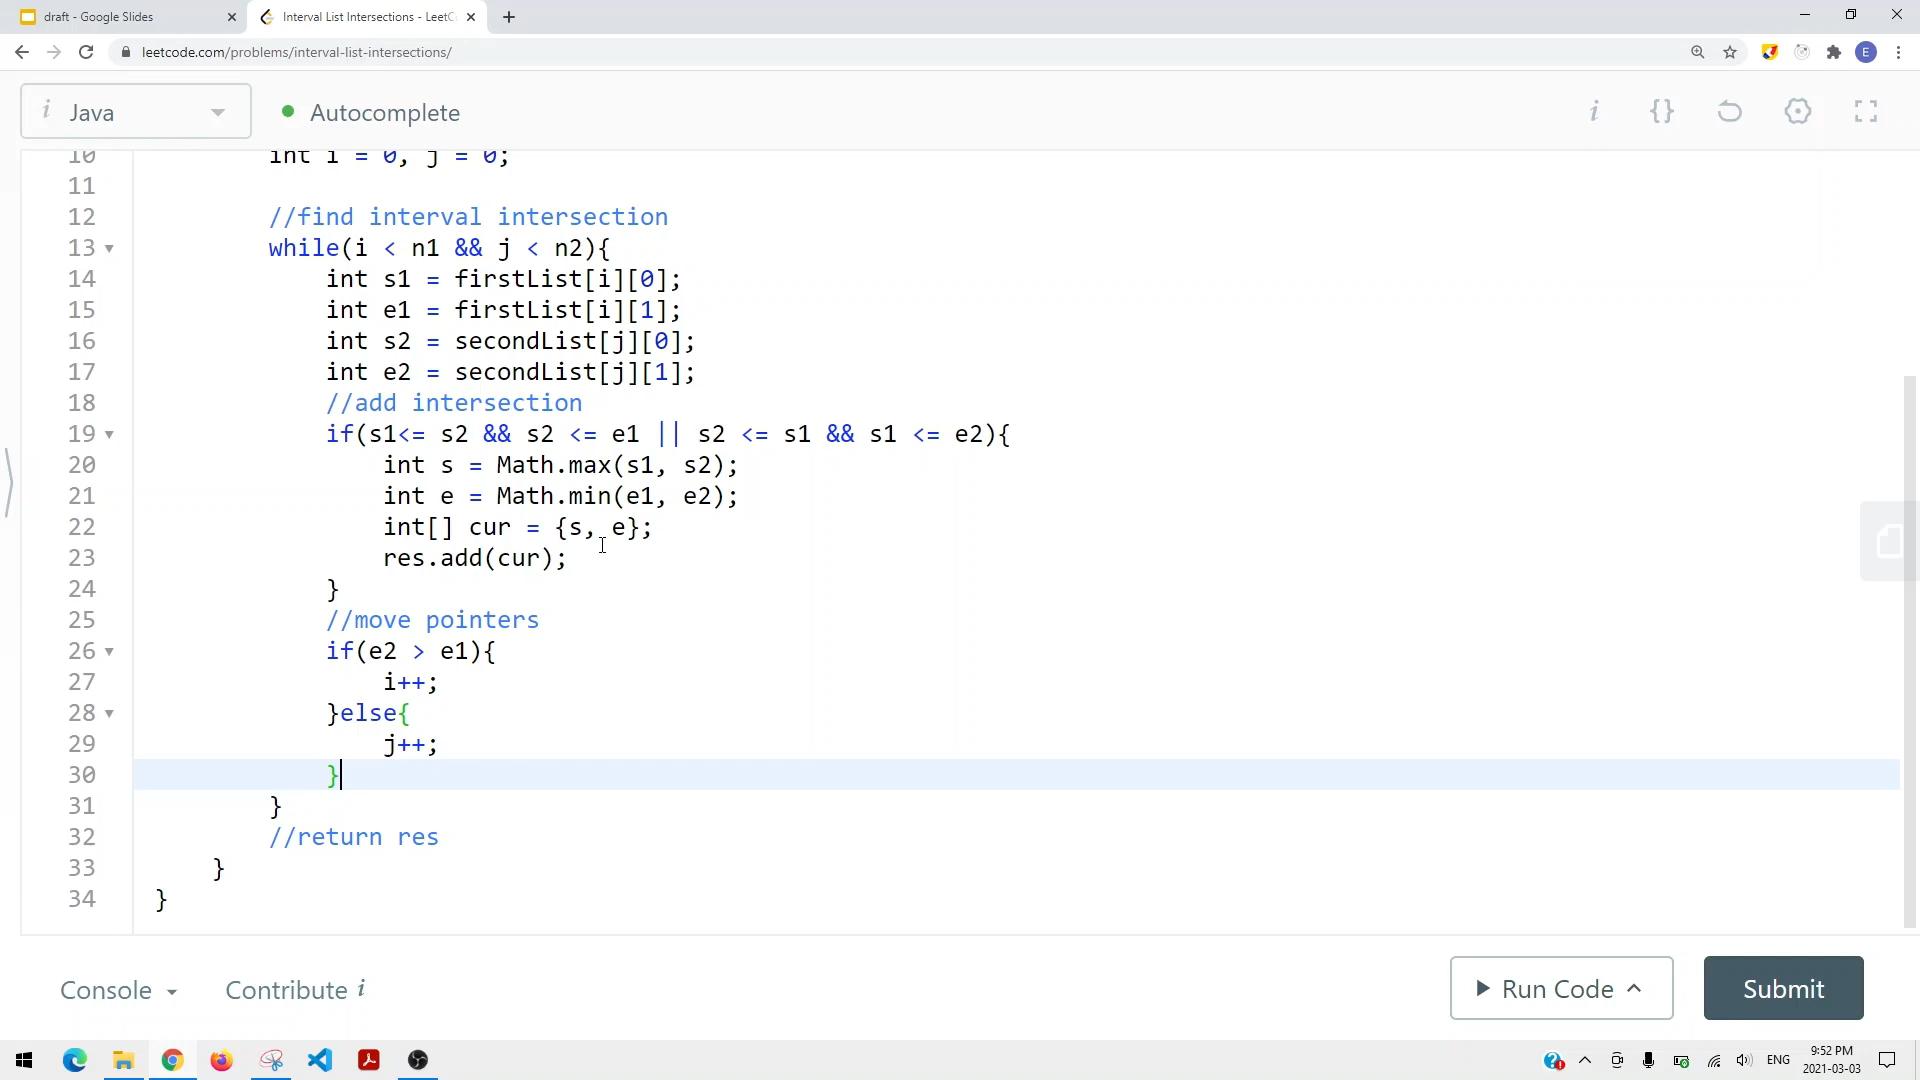 draft - Google Slides
Interval List Intersections - LeetC
leetcode.com/problems/interval-list-intersections/
E
i Java
Autocomplete
i {}
10 int i = 0, j = 0;
11
12 //find interval intersection
13 while(i < n1 && j < n2){
14 int s1 = firstList[i][0];
15 int e1 = firstList[i][1];
16 int s2 = secondList[j][0];
17 int e2 = secondList[j][1];
18 //add intersection
19 if(s1<= s2 && s2 <= e1 || s2 <= s1 && s1 <= e2){
20 int s = Math.max(s1, s2);
21 int e = Math.min(e1, e2);
22 int[] cur = {s, e};
23 res.add(cur);
24 }
25 //move pointers
26 if(e2 > e1){
27 i++;
28 }else{
29 j++;
30 }
31 }
32 //return res
33 }
34 }
Console
Contribute i
Run Code
Submit
ENG
9:52 PM
2021-03-03